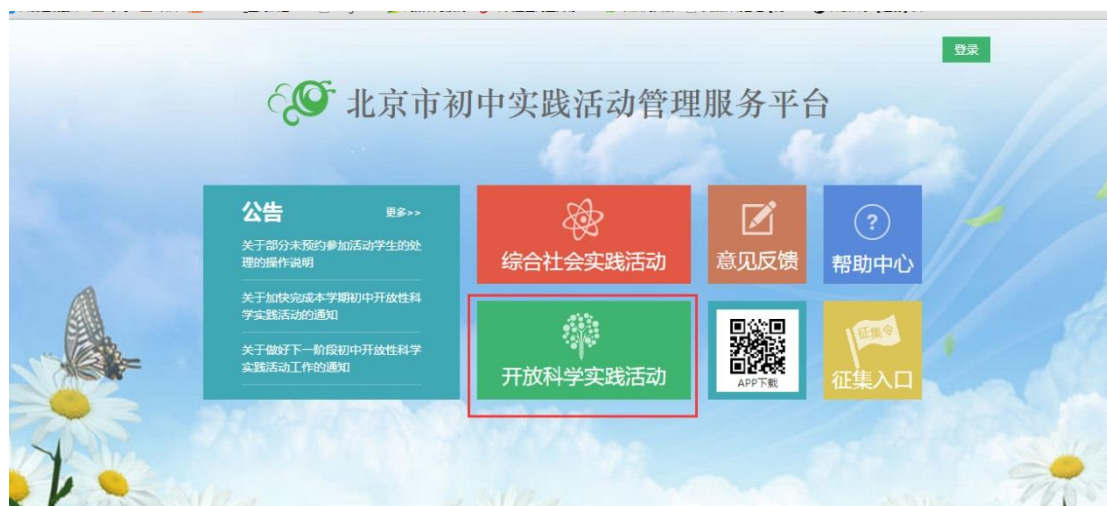 登录
北京市初中实践活动管理服务平台
公告
更多>>
关于部分未预约参加活动学生的处
理的操作说明
关于加快完成本学期初中开放性科
学实践活动的通知
关于做好下一阶段初中开放性科学
实践活动工作的通知
综合社会实践活动
意见反馈
帮助中心
开放科学实践活动
APP下载
征集令
征集入口